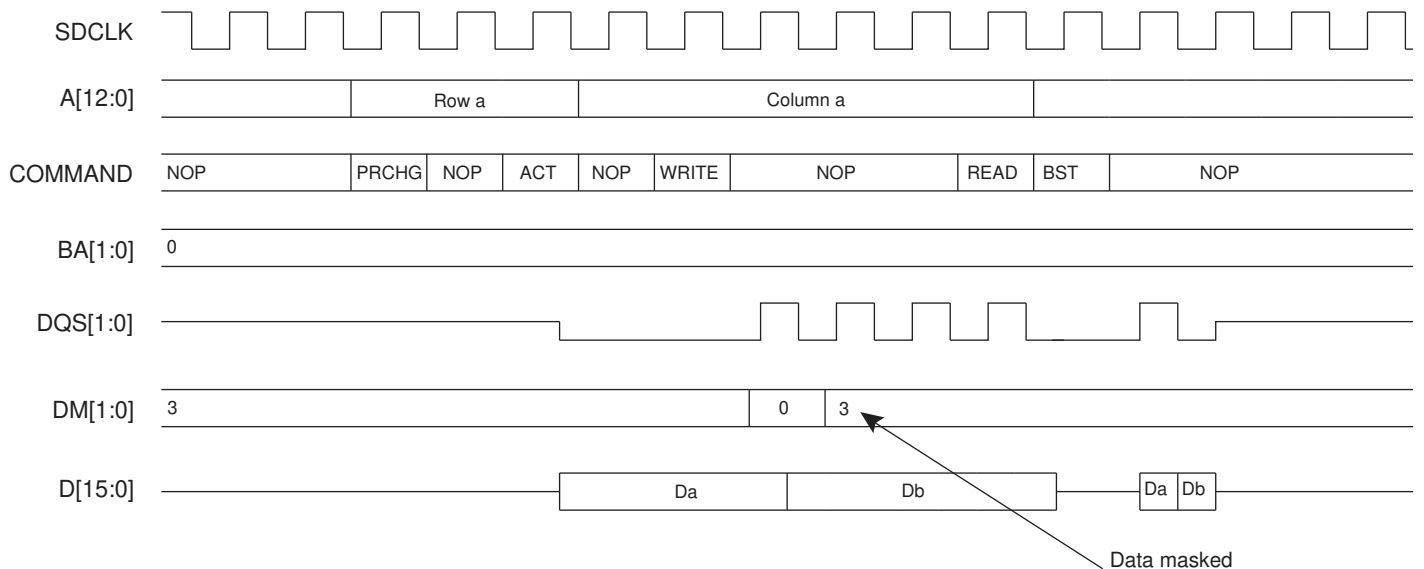 SDCLK
A[12:0] Row a Column a
COMMAND NOP PRCHG NOP ACT NOP WRITE NOP READ BST NOP
BA[1:0] 0
DQS[1:0]
DM[1:0] 3 0 3
D[15:0] Da Db Da Db
Data masked